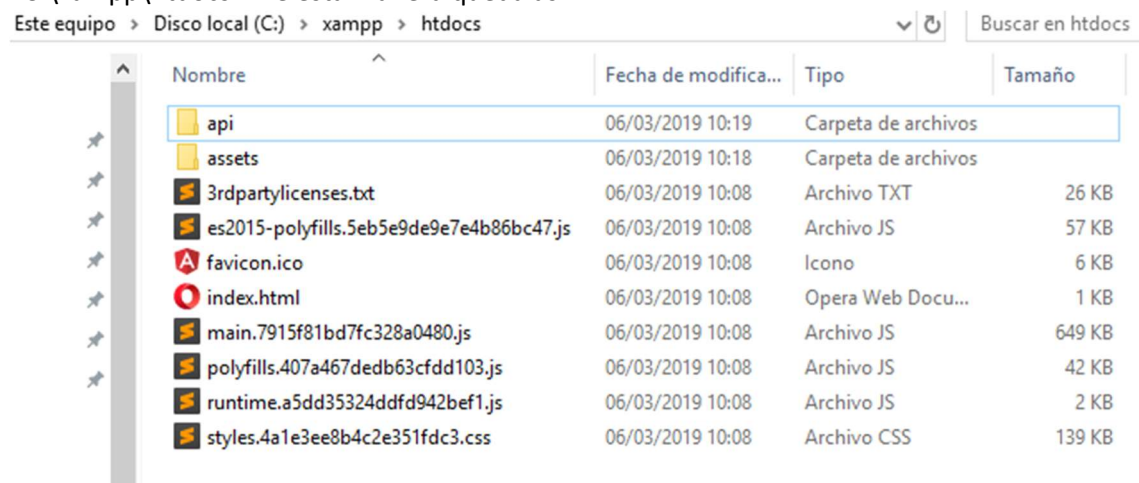 Este equipo > Disco local (C:) > xampp > htdocs Buscar en htdocs
Nombre Fecha de modifica... Tipo Tamaño
api 06/03/2019 10:19 Carpeta de archivos
assets 06/03/2019 10:18 Carpeta de archivos
3rdpartylicenses.txt 06/03/2019 10:08 Archivo TXT 26 KB
es2015-polyfills.5eb5e9de9e7e4b86bc47.js 06/03/2019 10:08 Archivo JS 57 KB
favicon.ico 06/03/2019 10:08 Icono 6 KB
index.html 06/03/2019 10:08 Opera Web Docu... 1 KB
main.7915f81bd7fc328a0480.js 06/03/2019 10:08 Archivo JS 649 KB
polyfills.407a467dedb63cfdd103.js 06/03/2019 10:08 Archivo JS 42 KB
runtime.a5dd35324ddfd942bef1.js 06/03/2019 10:08 Archivo JS 2 KB
styles.4a1e3ee8b4c2e351fdc3.css 06/03/2019 10:08 Archivo CSS 139 KB